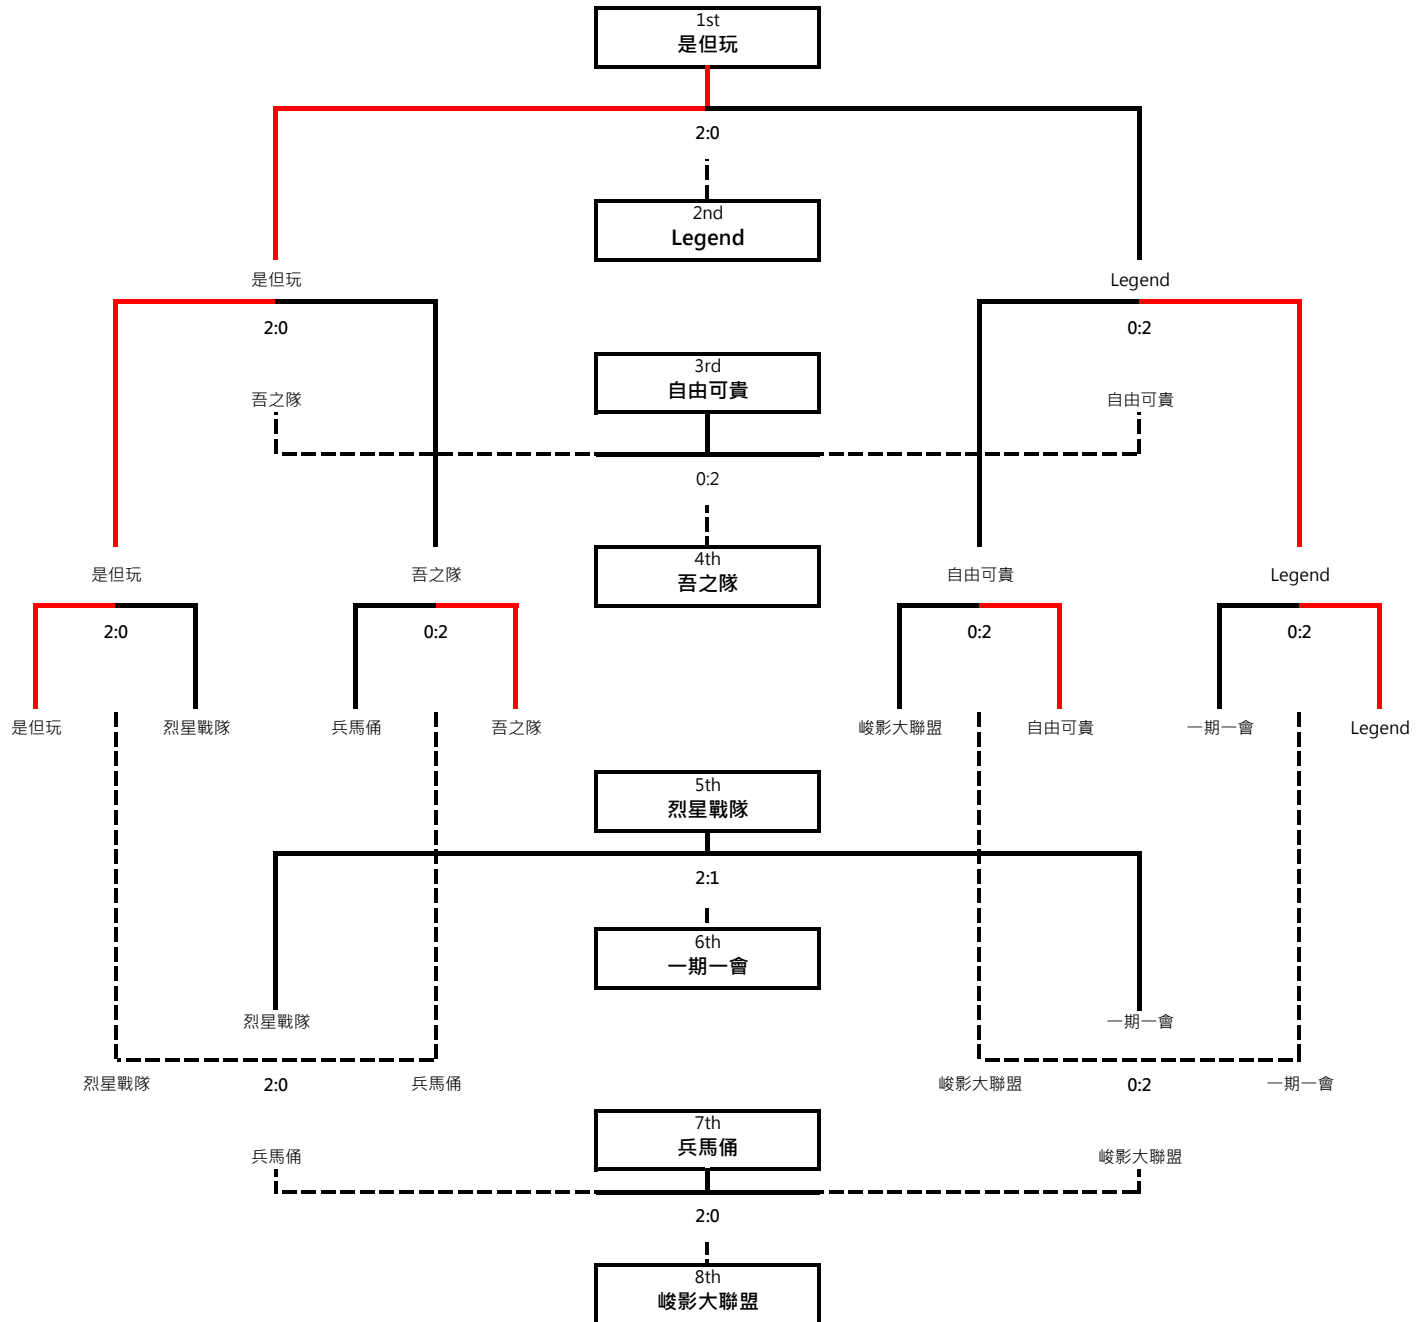 1st
是但玩
2:0
2nd
Legend
是但玩
Legend
2:0
0:2
3rd
自由可貴
吾之隊
自由可貴
0:2
4th
吾之隊
是但玩
吾之隊
自由可貴
Legend
2:0
0:2
0:2
0:2
是但玩
烈星戰隊
兵馬俑
吾之隊
峻影大聯盟
自由可貴
一期一會
Legend
5th
烈星戰隊
2:1
6th
一期一會
烈星戰隊
一期一會
烈星戰隊
2:0
兵馬俑
峻影大聯盟
0:2
一期一會
7th
兵馬俑
兵馬俑
峻影大聯盟
2:0
8th
峻影大聯盟